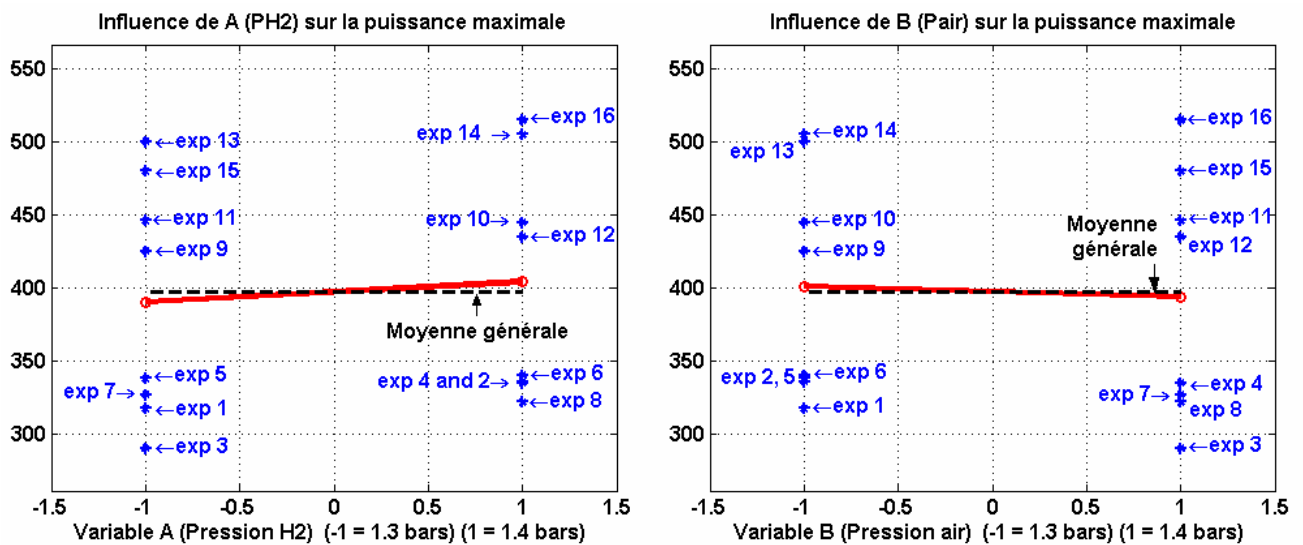 Influence de A (PH2) sur la puissance maximale
550
500
450
400
350
300
←exp 13
←exp 15
←exp 11
←exp 9
←exp 5
exp 7→
←exp 1
←exp 3
←exp 16
exp 14 →
exp 10→
←exp 12
Moyenne générale
←exp 6
exp 4 and 2→
←exp 8
-1.5 -1 -0.5 0 0.5 1 1.5
Variable A (Pression H2) (-1 = 1.3 bars) (1 = 1.4 bars)
Influence de B (Pair) sur la puissance maximale
550
500
450
400
350
300
←exp 14
exp 13
←exp 10
←exp 9
←exp 6
exp 2, 5
←exp 1
←exp 16
←exp 15
←exp 11
exp 12
Moyenne
générale
←exp 4
exp 7→
exp 8
←exp 3
-1.5 -1 -0.5 0 0.5 1 1.5
Variable B (Pression air) (-1 = 1.3 bars) (1 = 1.4 bars)